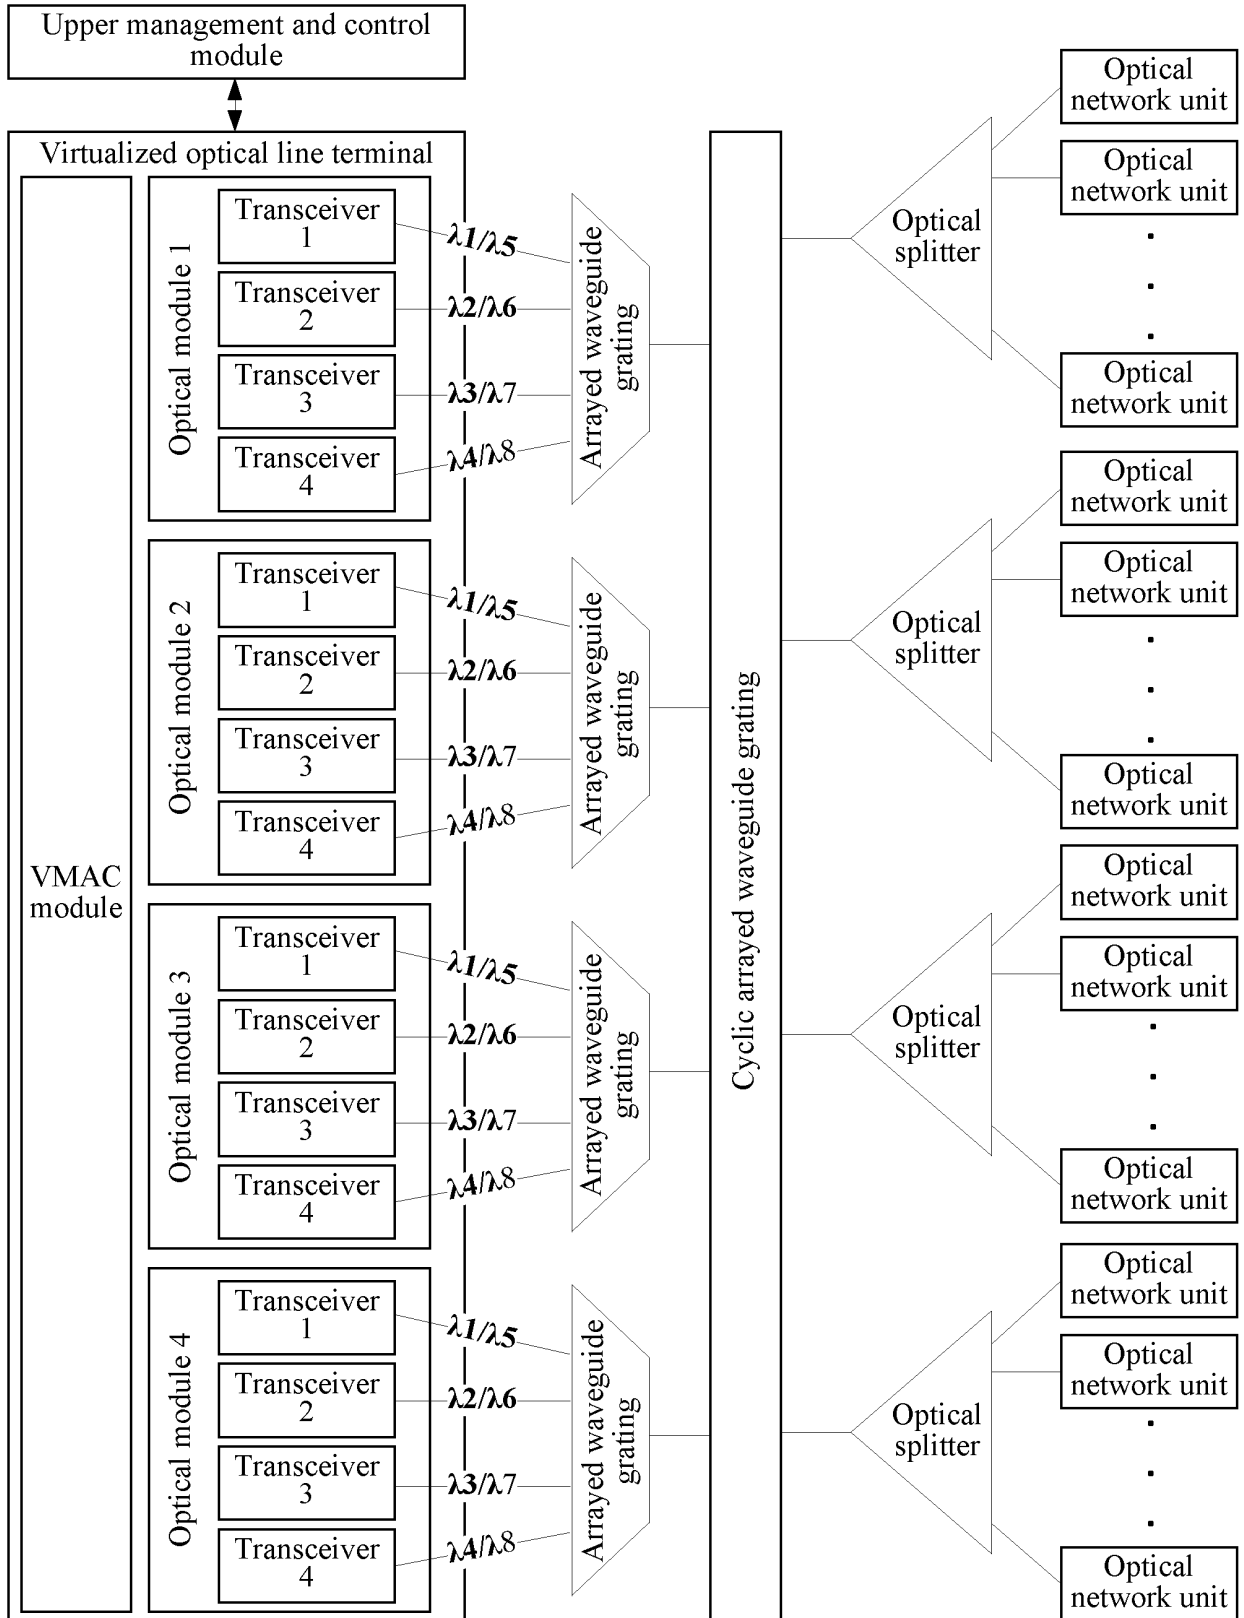 Upper management and control
module
Virtualized optical line terminal
VMAC
module
Optical module 1
Transceiver
1
Transceiver
2
Transceiver
3
Transceiver
4
λ1/λ5
λ2/λ6
λ3/λ7
λ4/λ8
Arrayed waveguide
grating
Optical module 2
Transceiver
1
Transceiver
2
Transceiver
3
Transceiver
4
λ1/λ5
λ2/λ6
λ3/λ7
λ4/λ8
Arrayed waveguide
grating
Optical module 3
Transceiver
1
Transceiver
2
Transceiver
3
Transceiver
4
λ1/λ5
λ2/λ6
λ3/λ7
λ4/λ8
Arrayed waveguide
grating
Optical module 4
Transceiver
1
Transceiver
2
Transceiver
3
Transceiver
4
λ1/λ5
λ2/λ6
λ3/λ7
λ4/λ8
Arrayed waveguide
grating
Cyclic arrayed waveguide grating
Optical
splitter
Optical
network unit
Optical
network unit
Optical
network unit
Optical
splitter
Optical
network unit
Optical
network unit
Optical
network unit
Optical
splitter
Optical
network unit
Optical
network unit
Optical
network unit
Optical
splitter
Optical
network unit
Optical
network unit
Optical
network unit